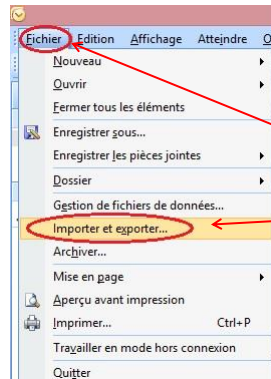 Fichier Edition Affichage Atteindre O
Nouveau
Ouvrir
Fermer tous les éléments
Enregistrer sous...
Enregistrer les pièces jointes
Dossier
Gestion de fichiers de données...
Importer et exporter...
Archiver...
Mise en page
Aperçu avant impression
Imprimer... Ctrl+P
Travailler en mode hors connexion
Quitter